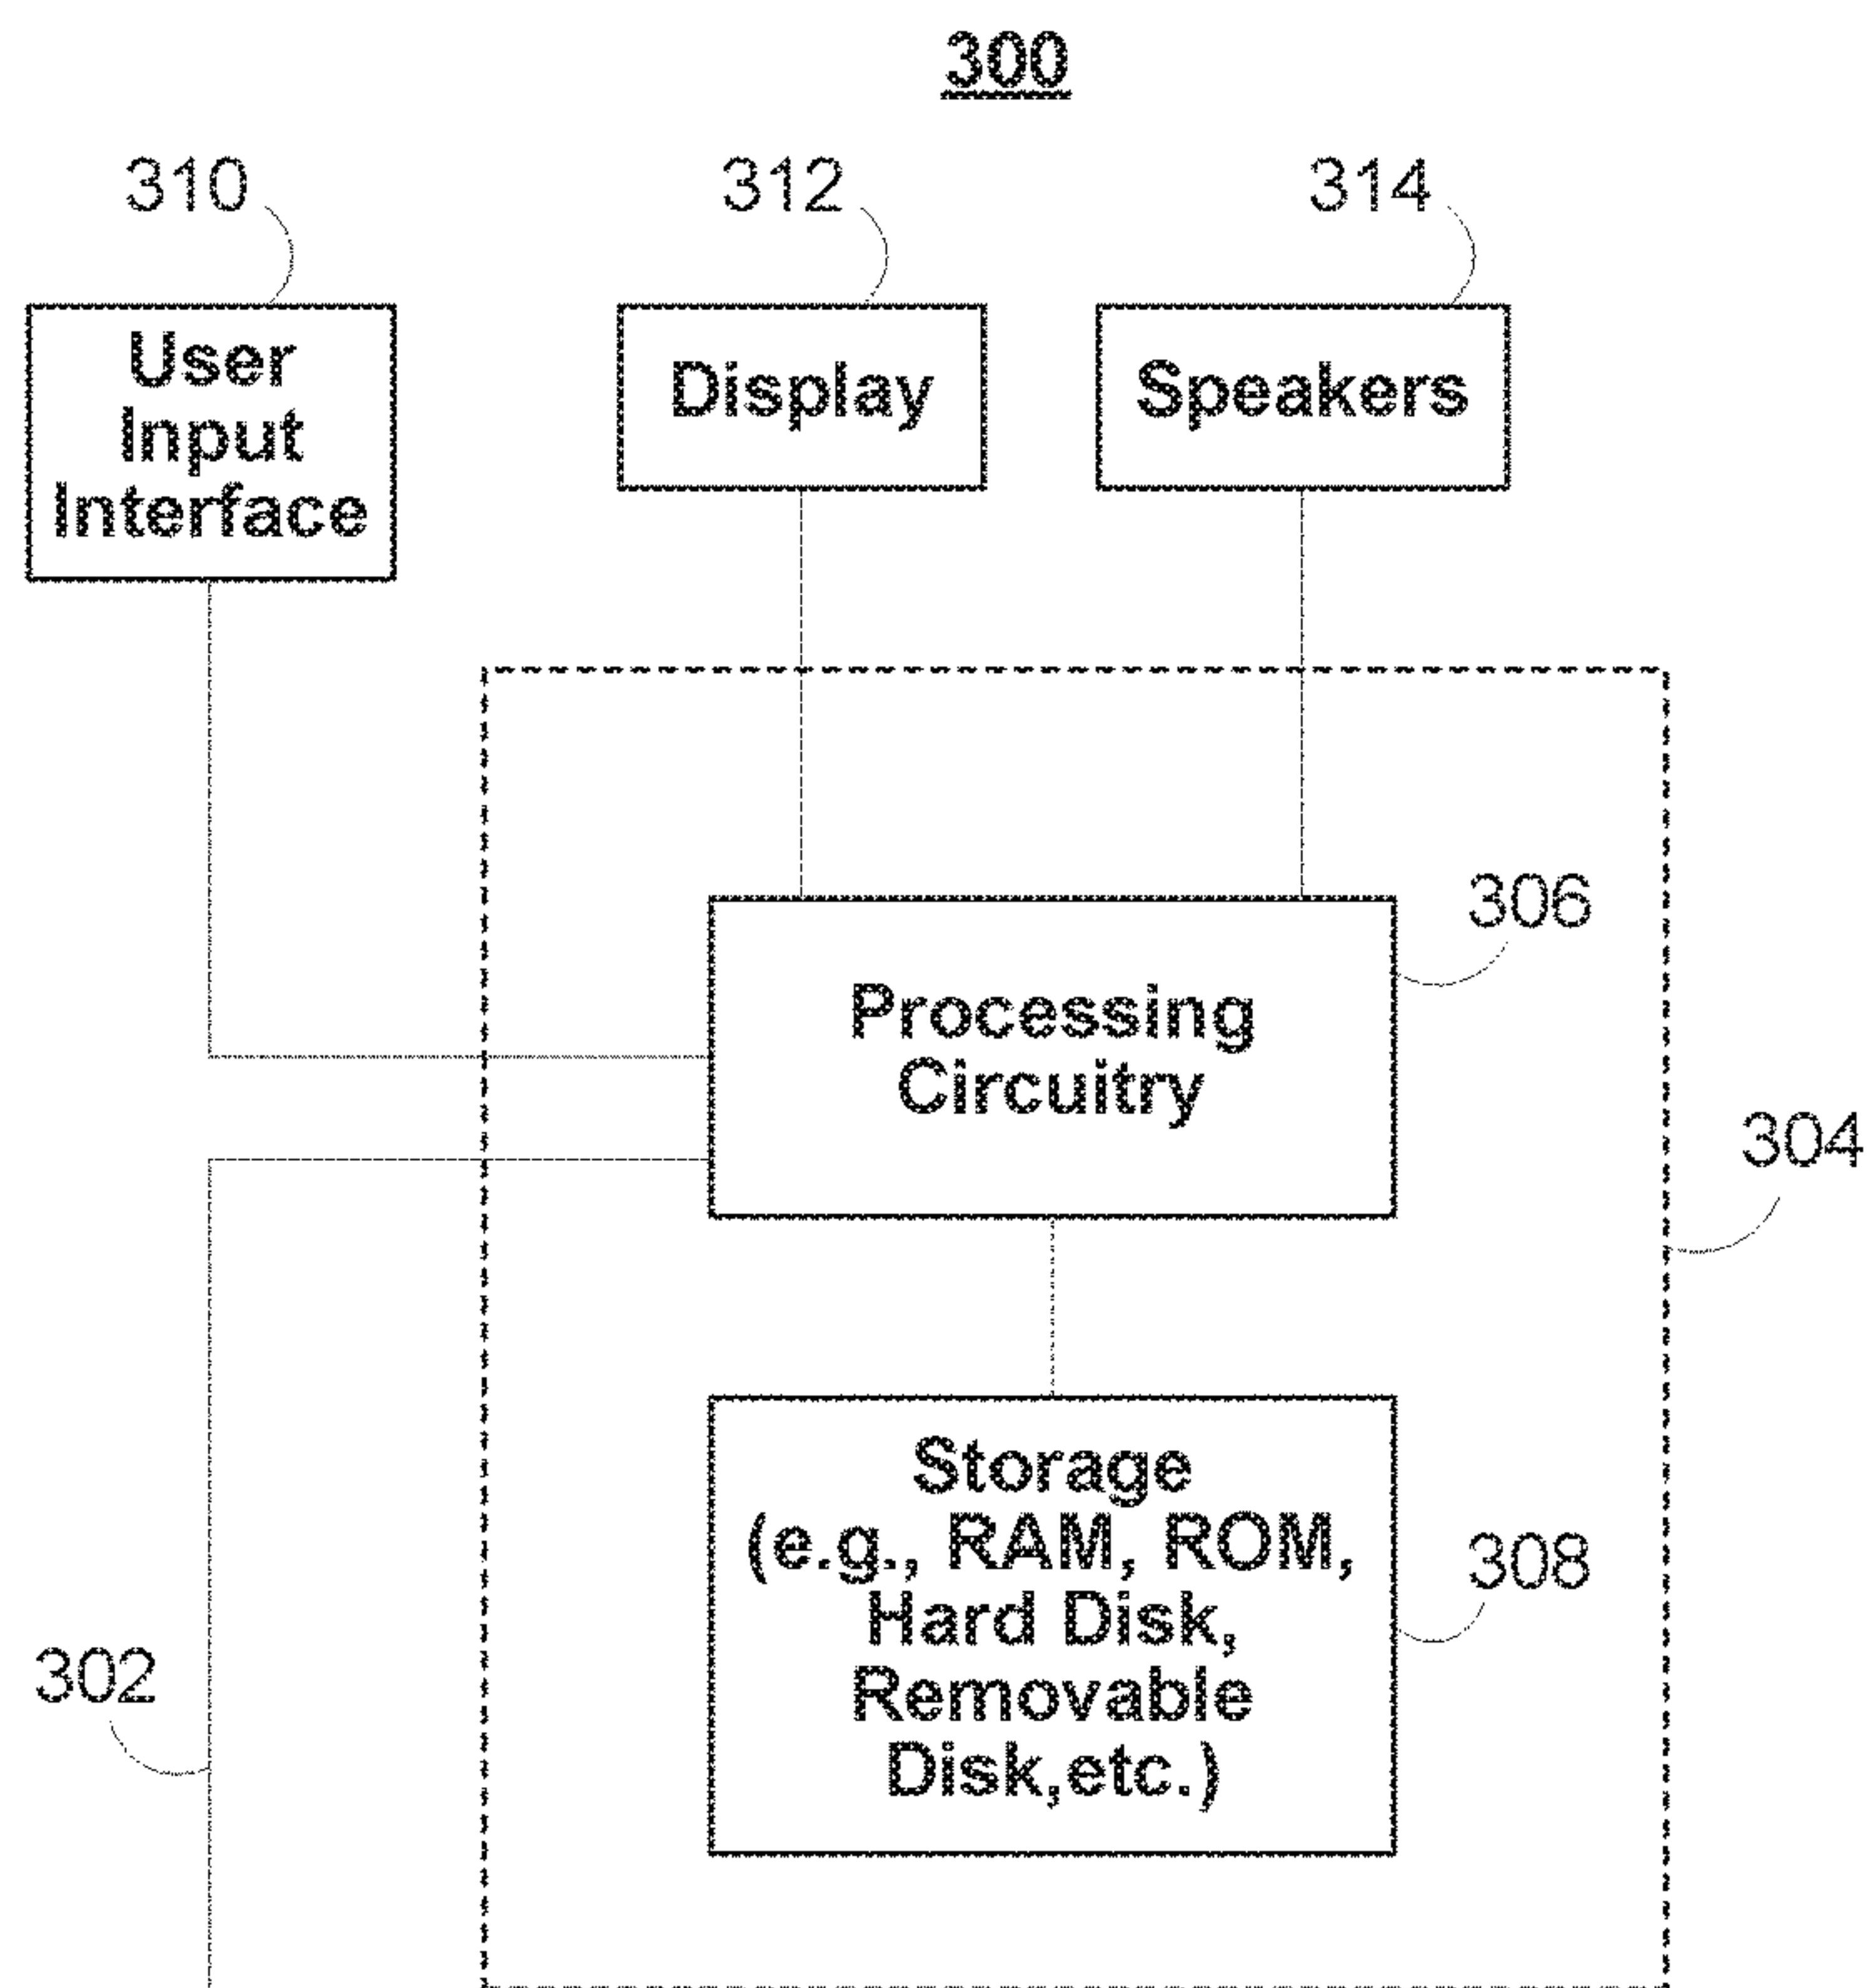 300
310
312
314
User
Input
Interface
Display
Speakers
306
Processing
Circuitry
304
Storage
(e.g., RAM, ROM,
Hard Disk,
Removable
Disk,etc.)
308
302